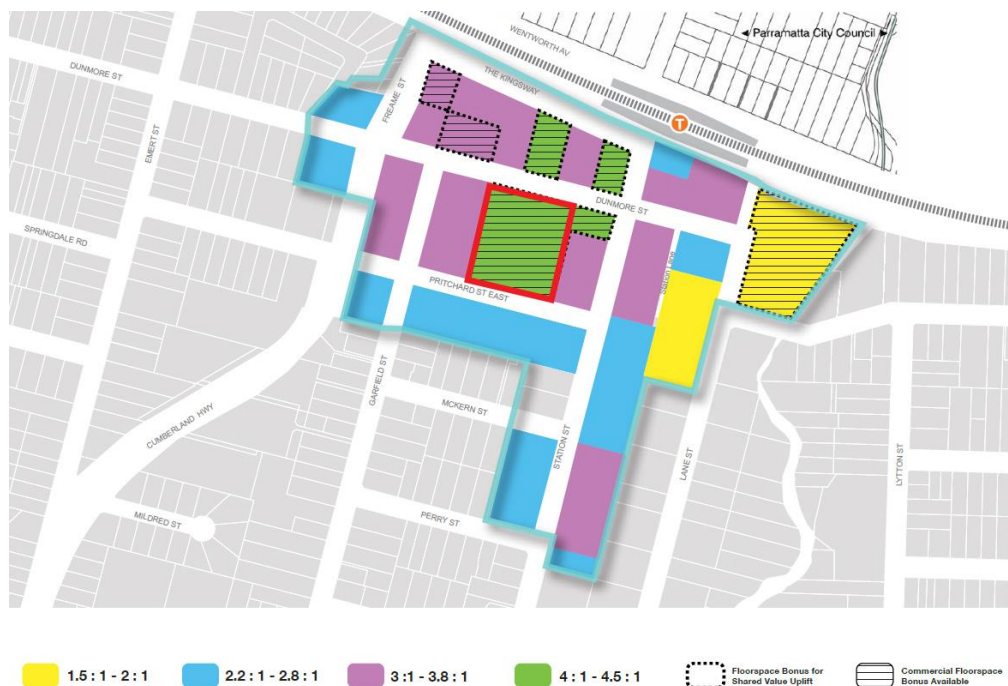 WENTWORTH AV
◄ Parramatta City Council ►
DUNMORE ST
THE KINGSWAY
FREAME ST
T
EMERT ST
DUNMORE ST
SPRINGDALE RD
PRITCHARD ST EAST
GARFIELD ST
MCKERN ST
CUMBERLAND HWY
STATION ST
LANE ST
LYTTON ST
MILDRED ST
PERRY ST
1.5 : 1 - 2 : 1
2.2 : 1 - 2.8 : 1
3 :1 - 3.8 : 1
4 : 1 - 4.5 : 1
Floorspace Bonus for
Shared Value Uplift
Commercial Floorspace
Bonus Available